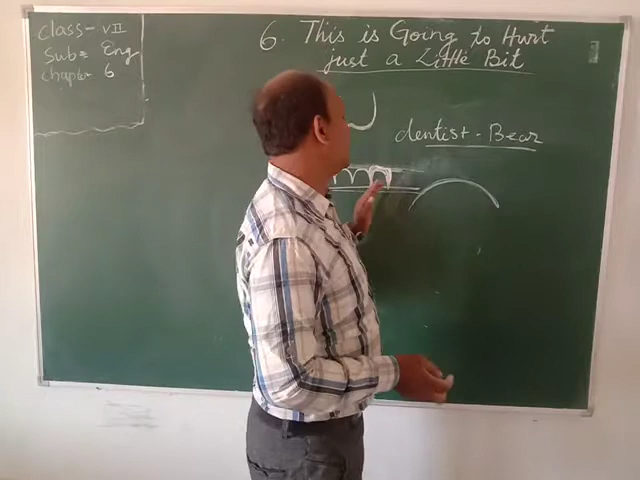 class- VII
Sub= Eng
chapter 6
6. This is Going to Hurt
just a Little Bit
dentist - Bear